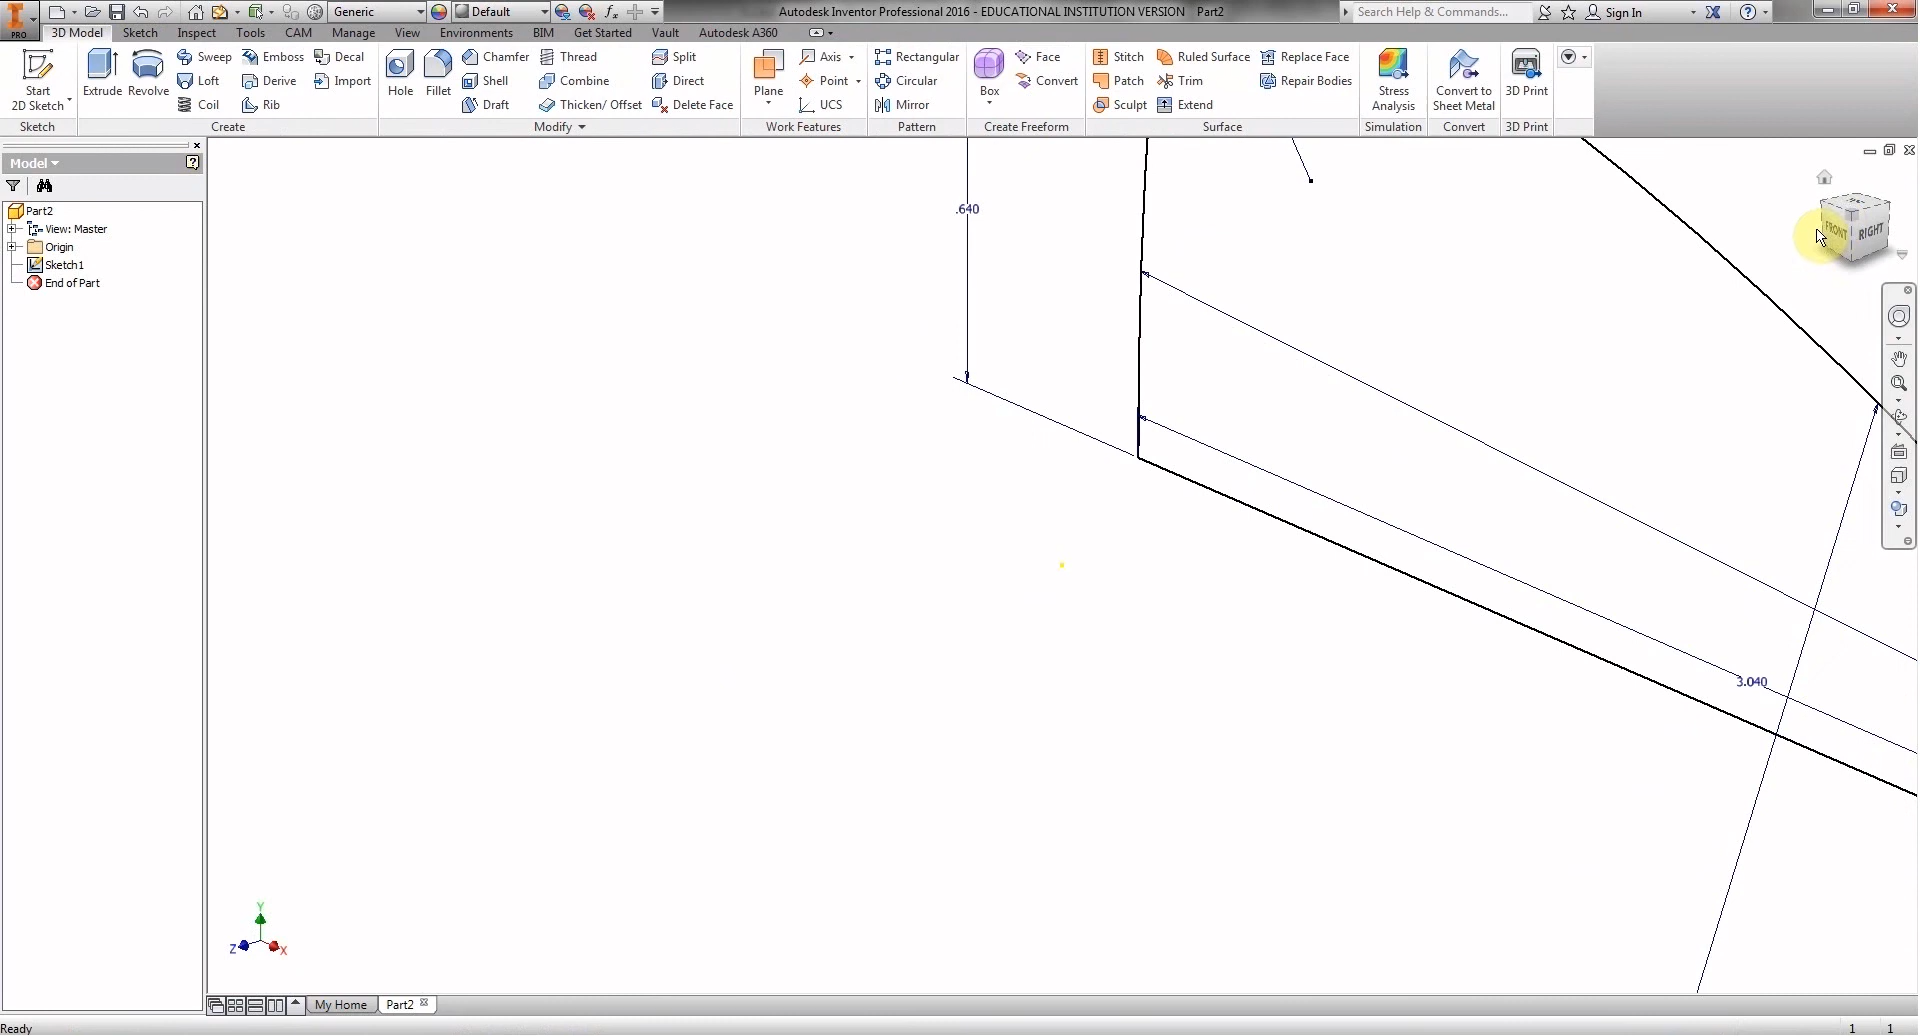 Generic
Default
Autodesk Inventor Professional 2016 - EDUCATIONAL INSTITUTION VERSION Part2
Search Help & Commands...
Sign In
PRO
3D Model Sketch Inspect Tools CAM Manage View Environments BIM Get Started Vault Autodesk A360
Start
2D Sketch
Extrude
Revolve
Sweep
Loft
Coil
Emboss
Derive
Rib
Decal
Import
Hole
Fillet
Chamfer
Shell
Draft
Thread
Combine
Thicken/ Offset
Split
Direct
Delete Face
Plane
Axis
Point
UCS
Rectangular
Circular
Mirror
Box
Face
Convert
Stitch
Patch
Sculpt
Ruled Surface
Trim
Extend
Replace Face
Repair Bodies
Stress
Analysis
Convert to
Sheet Metal
3D Print
Sketch Create Modify Work Features Pattern Create Freeform Surface Simulation Convert 3D Print
Model
Part2
View: Master
Origin
Sketch1
End of Part
.640
3.040
FRONT
RIGHT
Y
Z
X
My Home
Part2
Ready
1 1